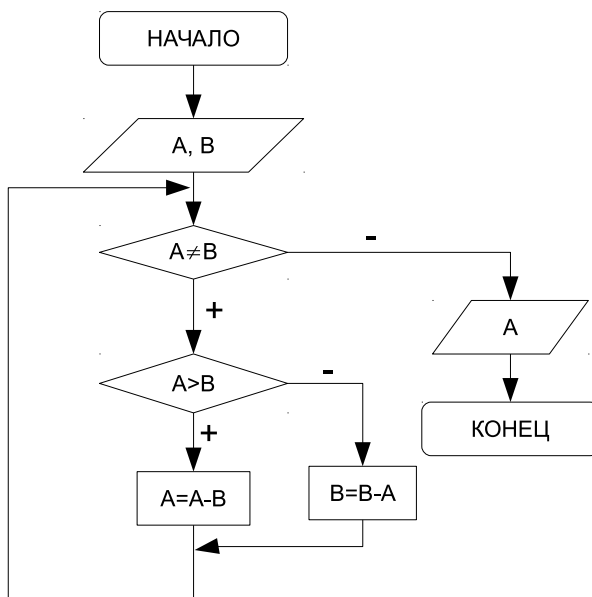 НАЧАЛО
A, B
A≠B
-
+
A
A>B
-
+
КОНЕЦ
A=A-B
B=B-A